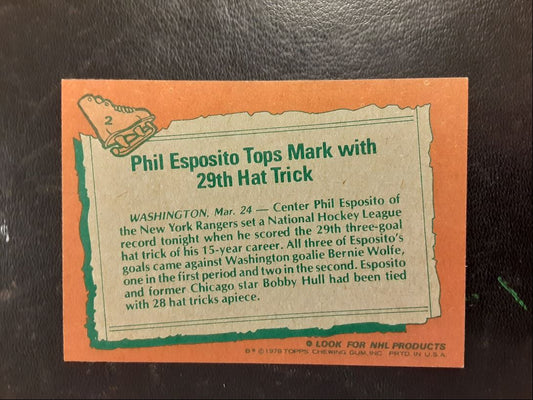 2
Phil Esposito Tops Mark with
29th Hat Trick
WASHINGTON, Mar. 24 — Center Phil Esposito of
the New York Rangers set a National Hockey League
record tonight when he scored the 29th three-goal
hat trick of his 15-year career. All three of Esposito's
goals came against Washington goalie Bernie Wolfe,
one in the first period and two in the second. Esposito
and former Chicago star Bobby Hull had been tied
with 28 hat tricks apiece.
LOOK FOR NHL PRODUCTS
B* © 1978 TOPPS CHEWING GUM, INC. PRTD. IN U.S.A.